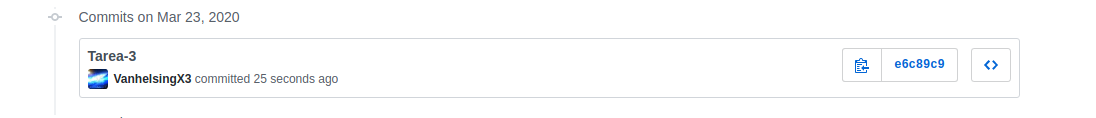 Commits on Mar 23, 2020
Tarea-3
VanhelsingX3 committed 25 seconds ago
e6c89c9